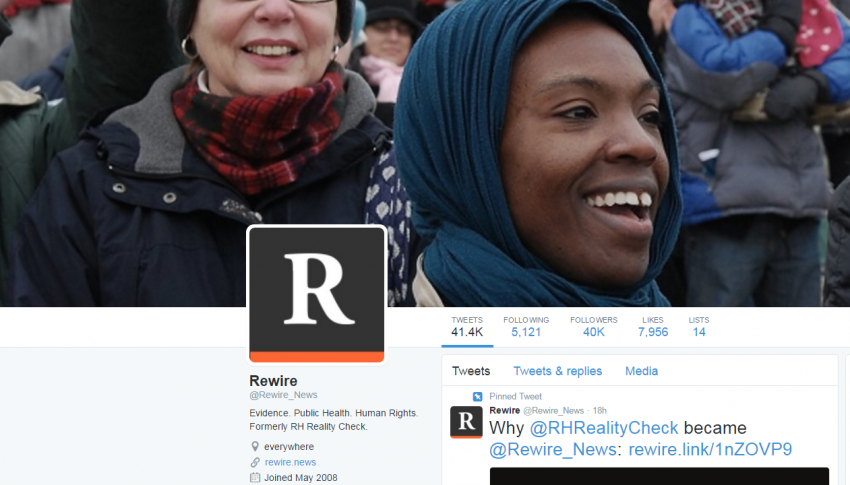 R
TWEETS FOLLOWING FOLLOWERS LIKES LISTS
41.4K 5,121 40K 7,956 14
Rewire
@Rewire_News
Evidence. Public Health. Human Rights.
Formerly RH Reality Check.
everywhere
rewire.news
Joined May 2008
Tweets Tweets & replies Media
Pinned Tweet
R
Rewire @Rewire_News · 18h
Why @RHRealityCheck became
@Rewire_News: rewire.link/1nZOVP9